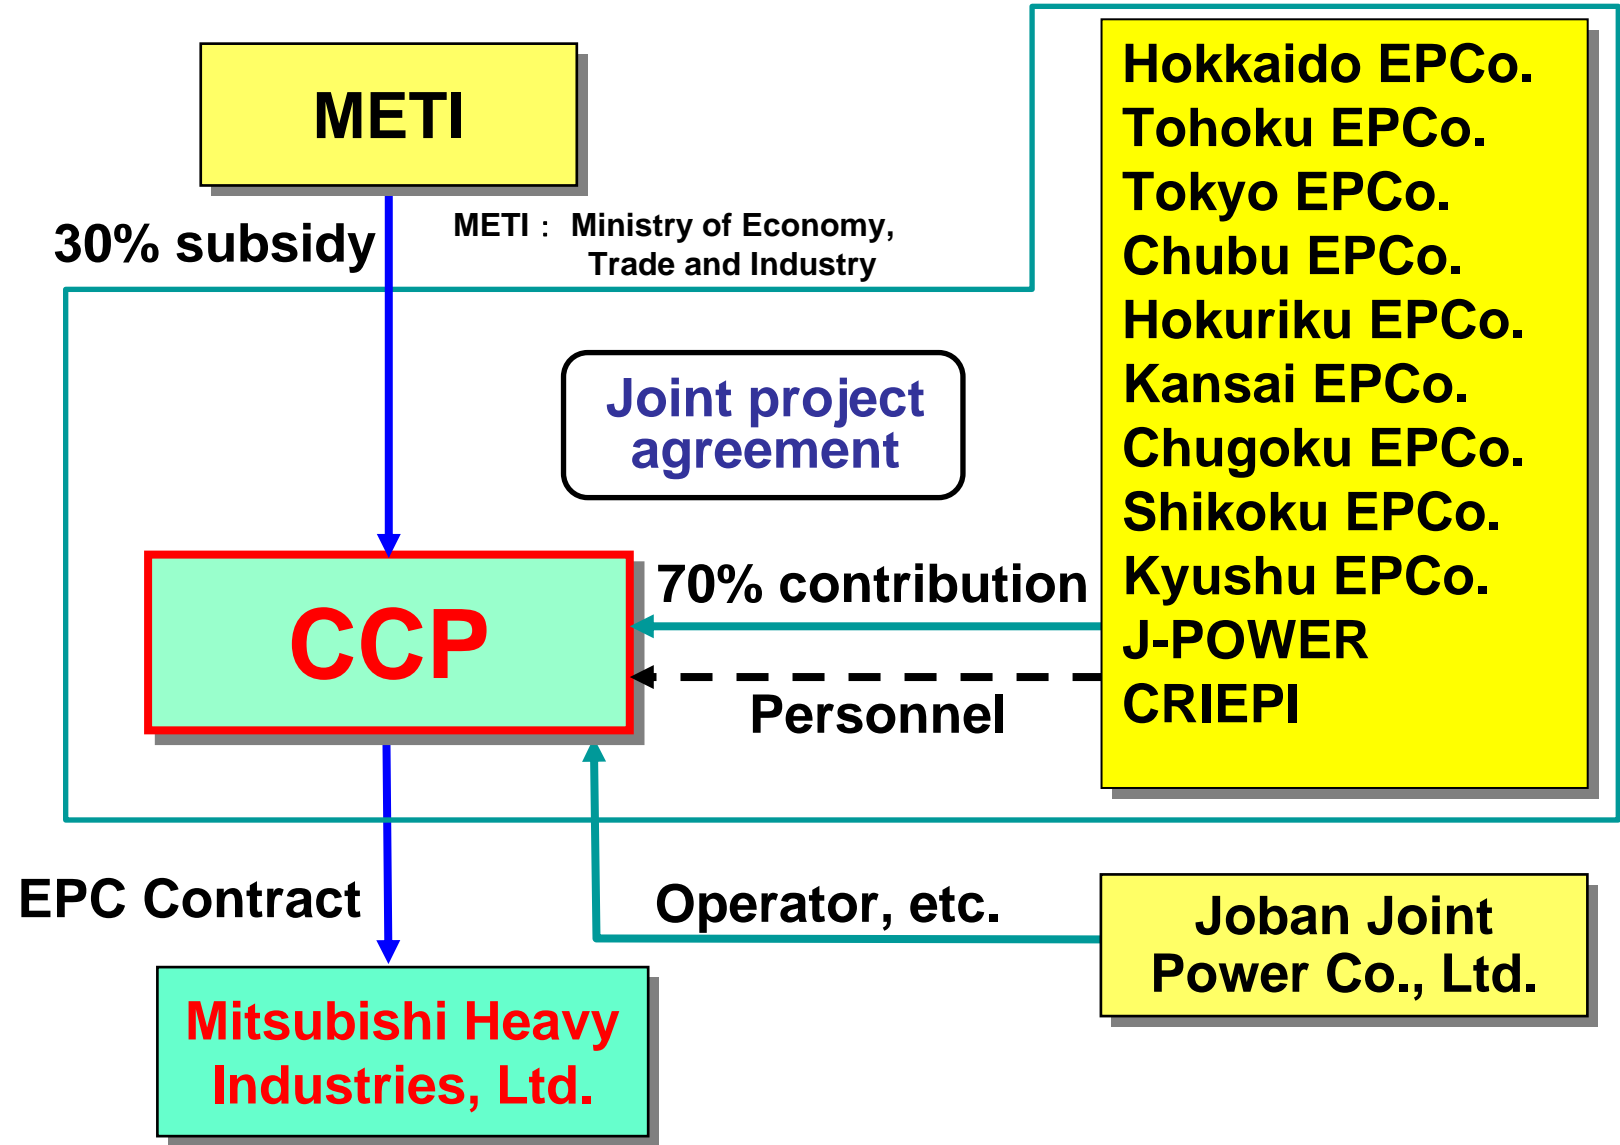 METI
30% subsidy
METI : Ministry of Economy,
Trade and Industry
Hokkaido EPCo.
Tohoku EPCo.
Tokyo EPCo.
Chubu EPCo.
Hokuriku EPCo.
Kansai EPCo.
Chugoku EPCo.
Shikoku EPCo.
Kyushu EPCo.
J-POWER
CRIEPI
Joint project
agreement
CCP
70% contribution
Personnel
EPC Contract
Operator, etc.
Joban Joint
Power Co., Ltd.
Mitsubishi Heavy
Industries, Ltd.